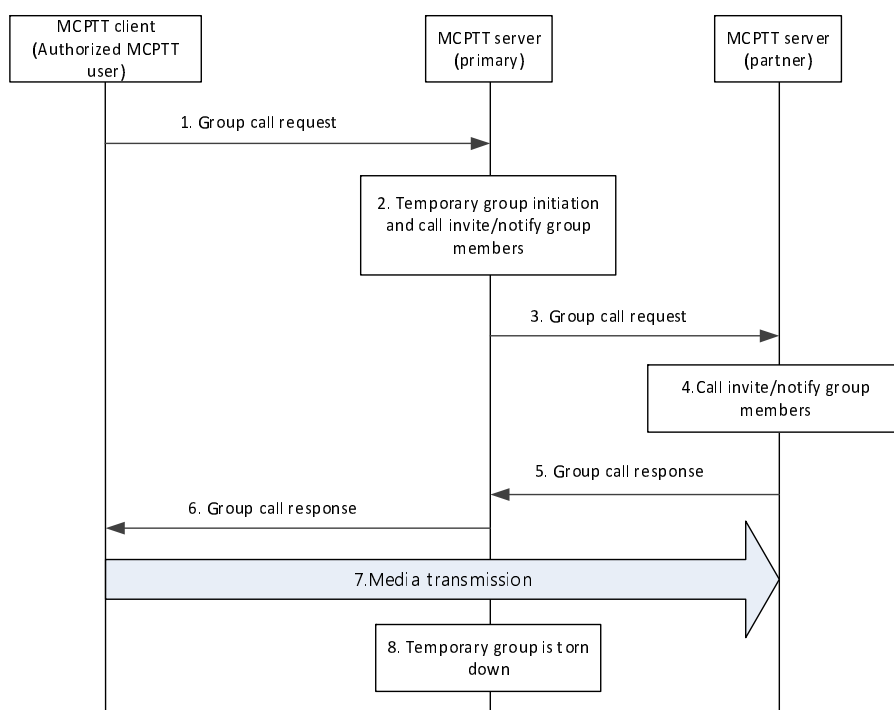 MCPTT client
(Authorized MCPTT
user)
MCPTT server
(primary)
MCPTT server
(partner)
1. Group call request
2. Temporary group initiation
and call invite/notify group
members
3. Group call request
4.Call invite/notify group
members
5. Group call response
6. Group call response
7.Media transmission
8. Temporary group is torn
down